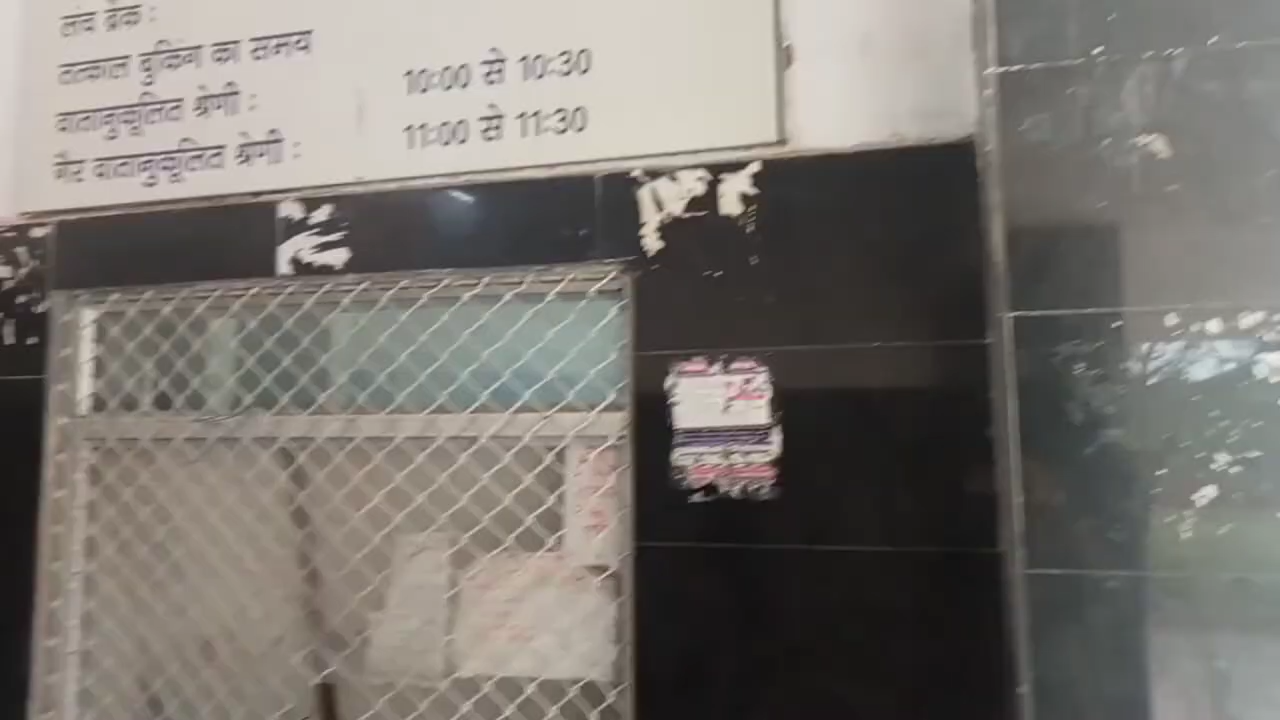 लंच ब्रेक :
तत्काल बुकिंग का समय
वातानुकूलित श्रेणी : 10:00 से 10:30
गैर वातानुकूलित श्रेणी : 11:00 से 11:30